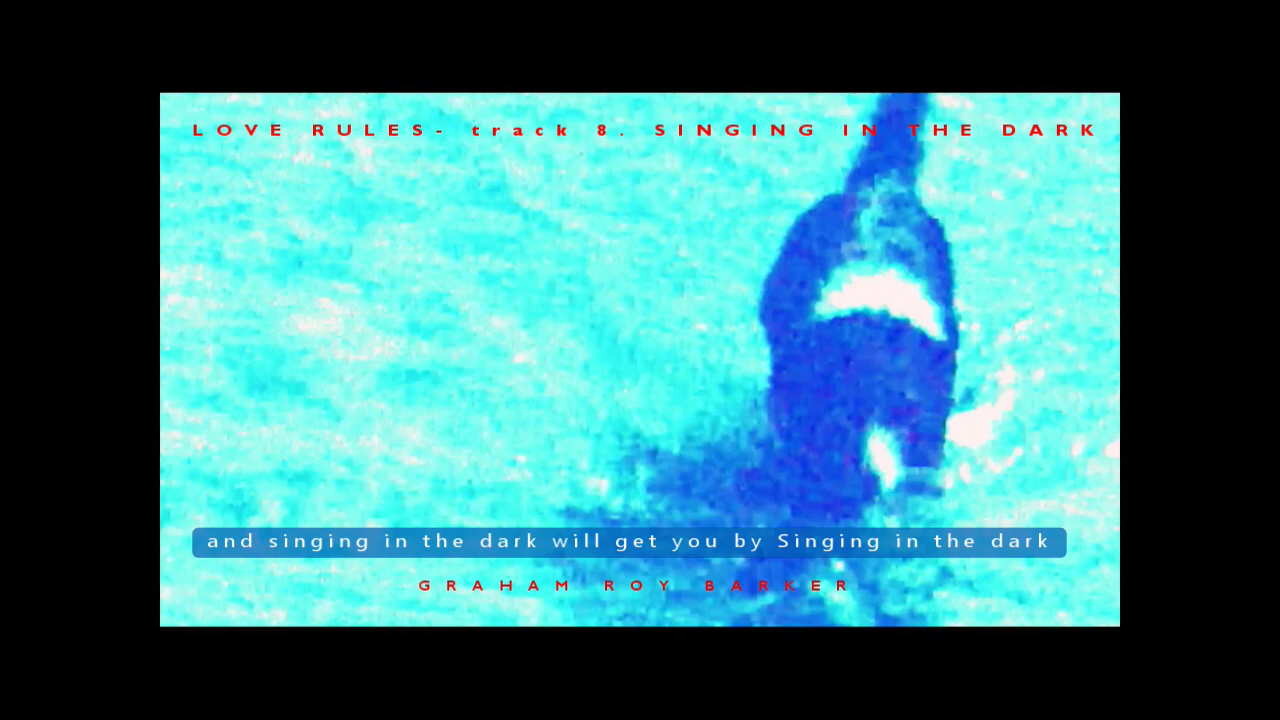 LOVE RULES- track 8. SINGING IN THE DARK
and singing in the dark will get you by Singing in the dark
GRAHAM ROY BARKER